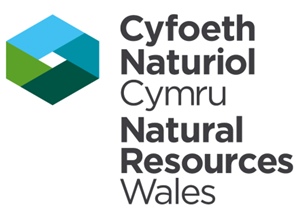 Cyfoeth
Naturiol
Cymru
Natural
Resources
Wales